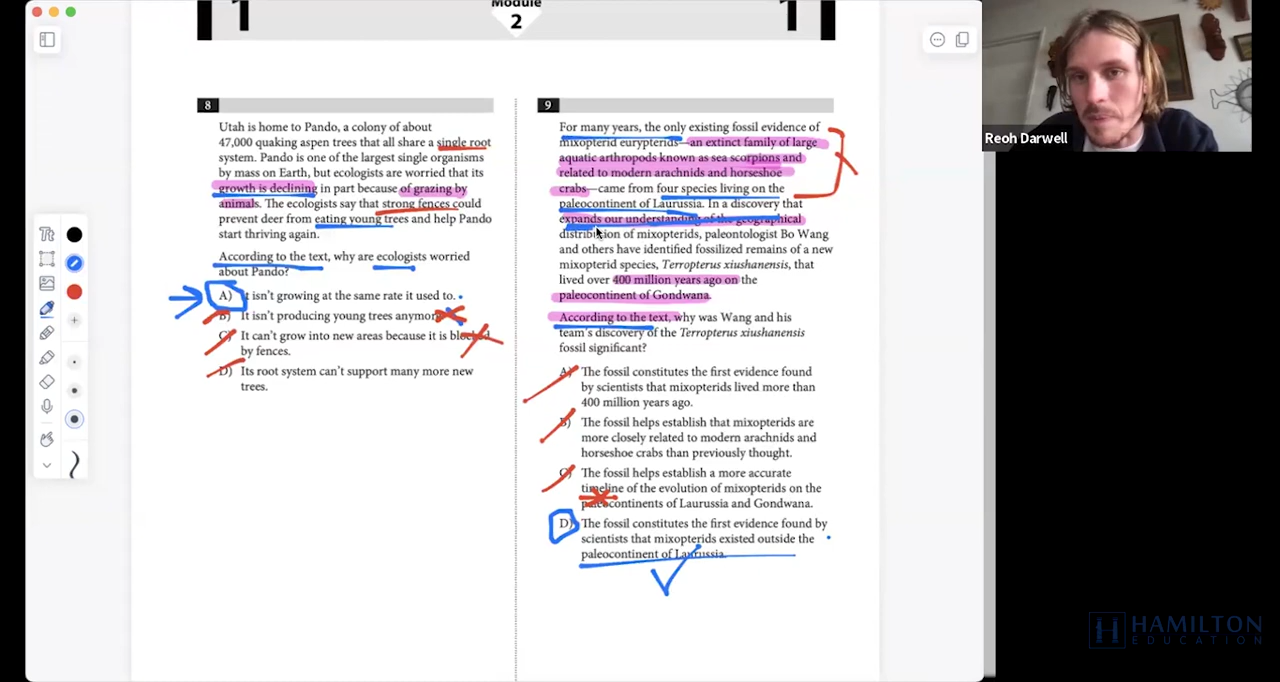 1
Module
2
1
8
Utah is home to Pando, a colony of about
47,000 quaking aspen trees that all share a single root
system. Pando is one of the largest single organisms
by mass on Earth, but ecologists are worried that its
growth is declining in part because of grazing by
animals. The ecologists say that strong fences could
prevent deer from eating young trees and help Pando
start thriving again.
According to the text, why are ecologists worried
about Pando?
A) It isn't growing at the same rate it used to.
B) It isn't producing young trees anymore.
C) It can't grow into new areas because it is blocked
by fences.
D) Its root system can't support many more new
trees.
9
For many years, the only existing fossil evidence of
mixopterid eurypterids—an extinct family of large
aquatic arthropods known as sea scorpions and
related to modern arachnids and horseshoe
crabs—came from four species living on the
paleocontinent of Laurussia. In a discovery that
expands our understanding of the geographical
distribution of mixopterids, paleontologist Bo Wang
and others have identified fossilized remains of a new
mixopterid species, Terropterus xiushanensis, that
lived over 400 million years ago on the
paleocontinent of Gondwana.
According to the text, why was Wang and his
team's discovery of the Terropterus xiushanensis
fossil significant?
A) The fossil constitutes the first evidence found
by scientists that mixopterids lived more than
400 million years ago.
B) The fossil helps establish that mixopterids are
more closely related to modern arachnids and
horseshoe crabs than previously thought.
C) The fossil helps establish a more accurate
timeline of the evolution of mixopterids on the
paleocontinents of Laurussia and Gondwana.
D) The fossil constitutes the first evidence found by
scientists that mixopterids existed outside the
paleocontinent of Laurussia.
Reoh Darwell
HAMILTON
EDUCATION